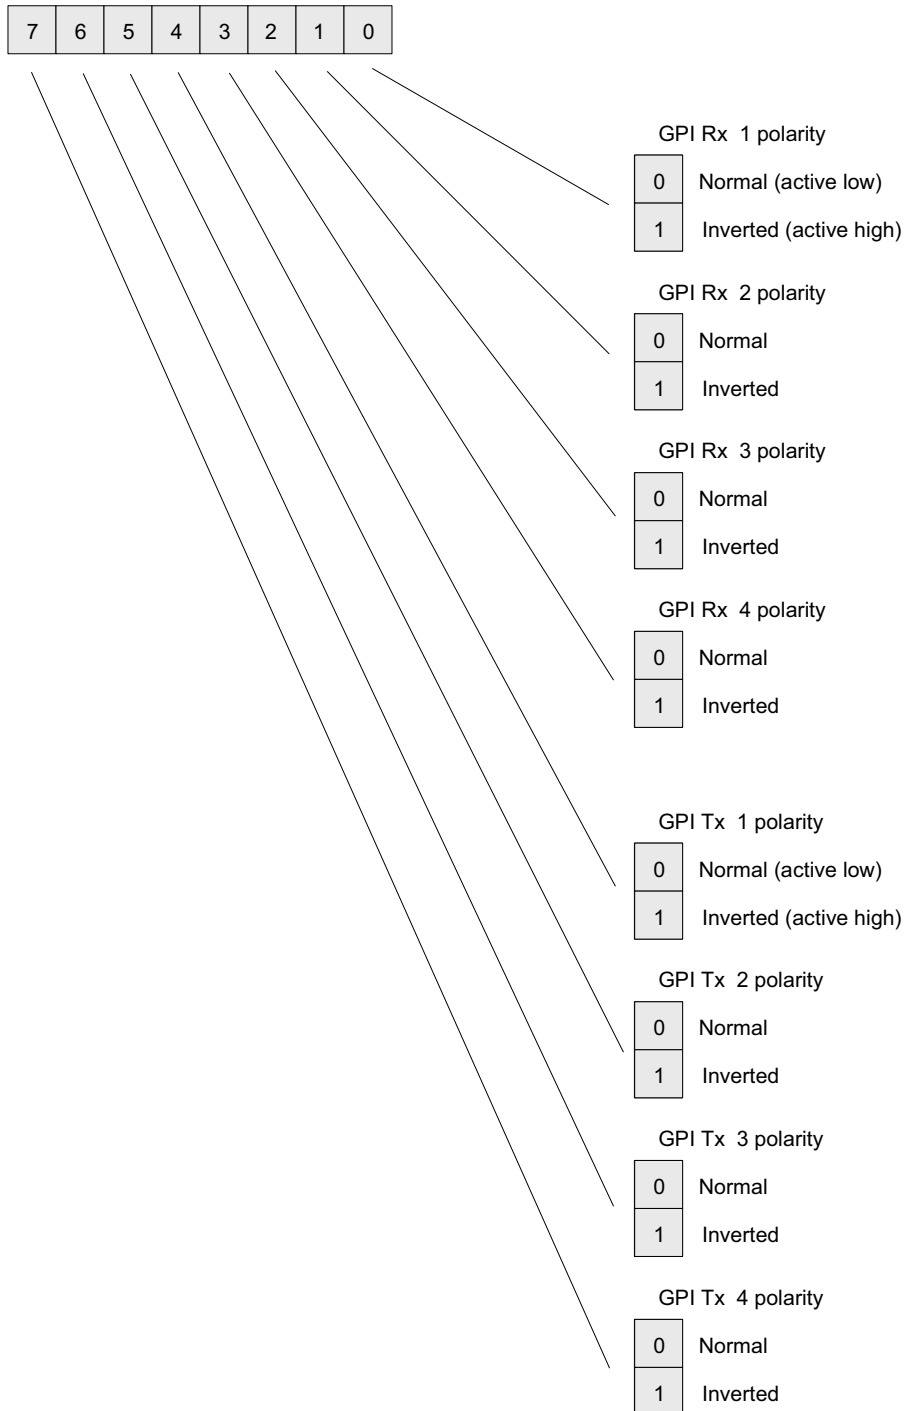 7 6 5 4 3 2 1 0
GPI Rx 1 polarity
0 Normal (active low)
1 Inverted (active high)
GPI Rx 2 polarity
0 Normal
1 Inverted
GPI Rx 3 polarity
0 Normal
1 Inverted
GPI Rx 4 polarity
0 Normal
1 Inverted
GPI Tx 1 polarity
0 Normal (active low)
1 Inverted (active high)
GPI Tx 2 polarity
0 Normal
1 Inverted
GPI Tx 3 polarity
0 Normal
1 Inverted
GPI Tx 4 polarity
0 Normal
1 Inverted